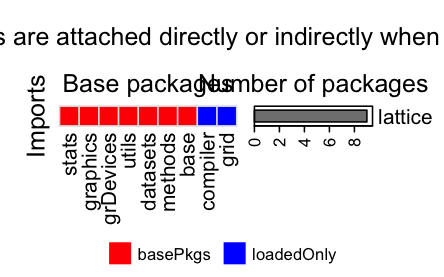 s are attached directly or indirectly when
Base packages
Number of packages
Imports
lattice
0 2 4 6 8
stats
graphics
grDevices
utils
datasets
methods
base
compiler
grid
basePkgs loadedOnly